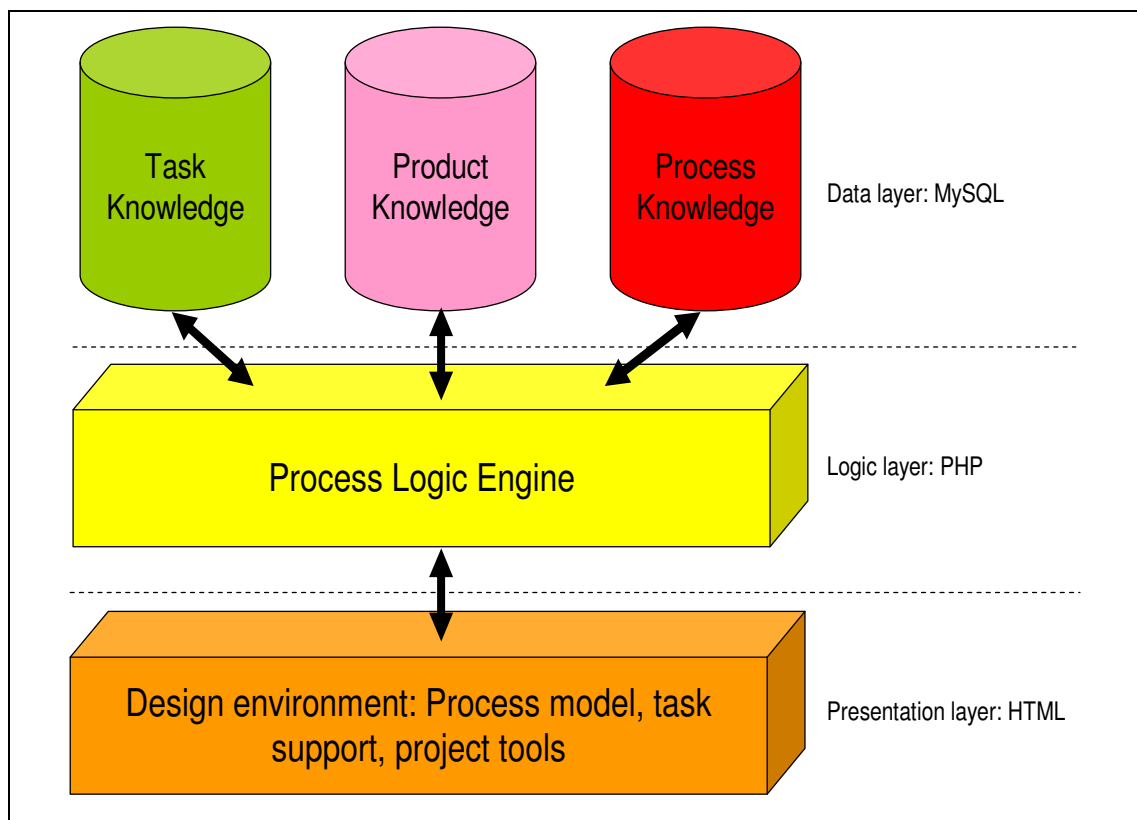 Task
Knowledge
Product
Knowledge
Process
Knowledge
Data layer: MySQL
Process Logic Engine
Logic layer: PHP
Design environment: Process model, task
support, project tools
Presentation layer: HTML